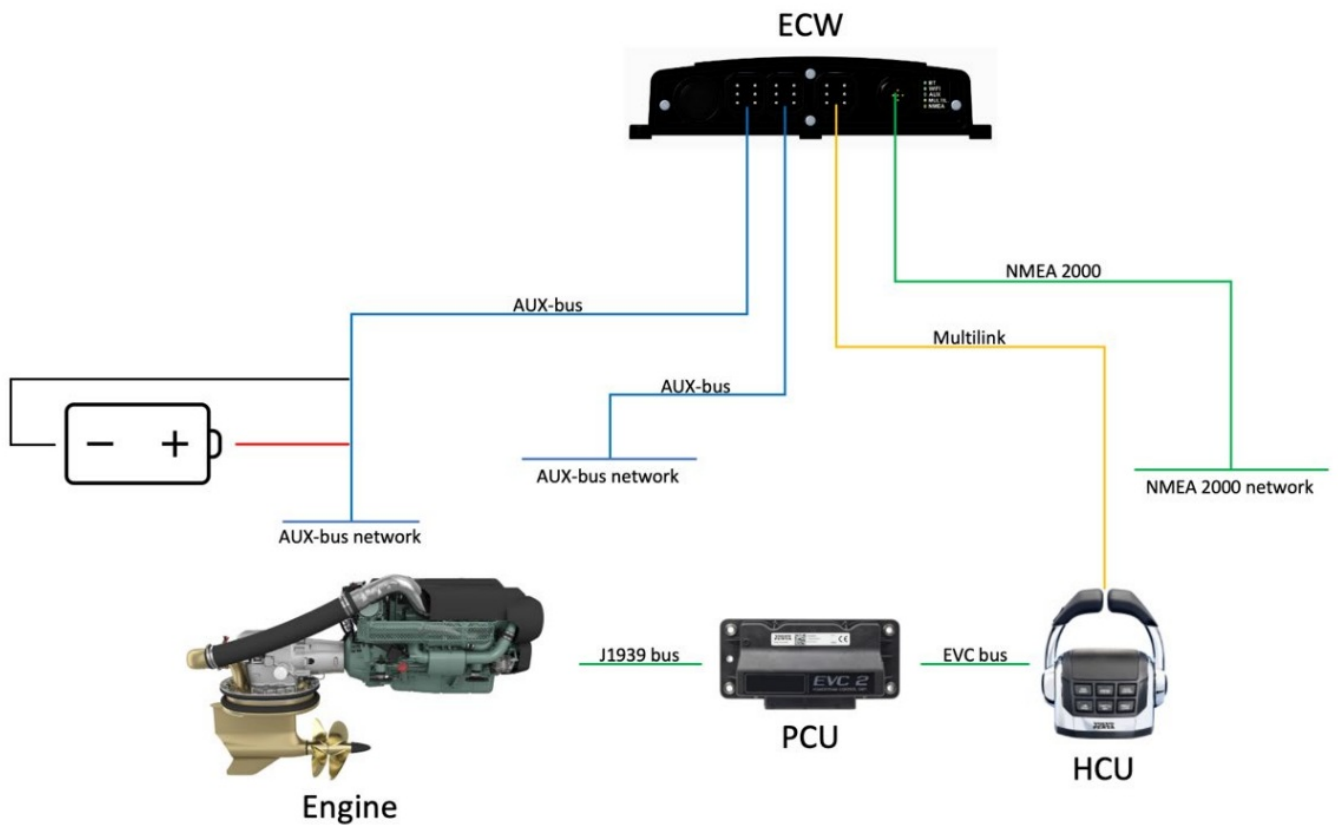 ECW
BT
WIFI
AUX
MULTIL
NMEA
NMEA 2000
AUX-bus
Multilink
AUX-bus
− +
AUX-bus network
NMEA 2000 network
AUX-bus network
J1939 bus
EVC bus
EVC 2
PCU
HCU
Engine